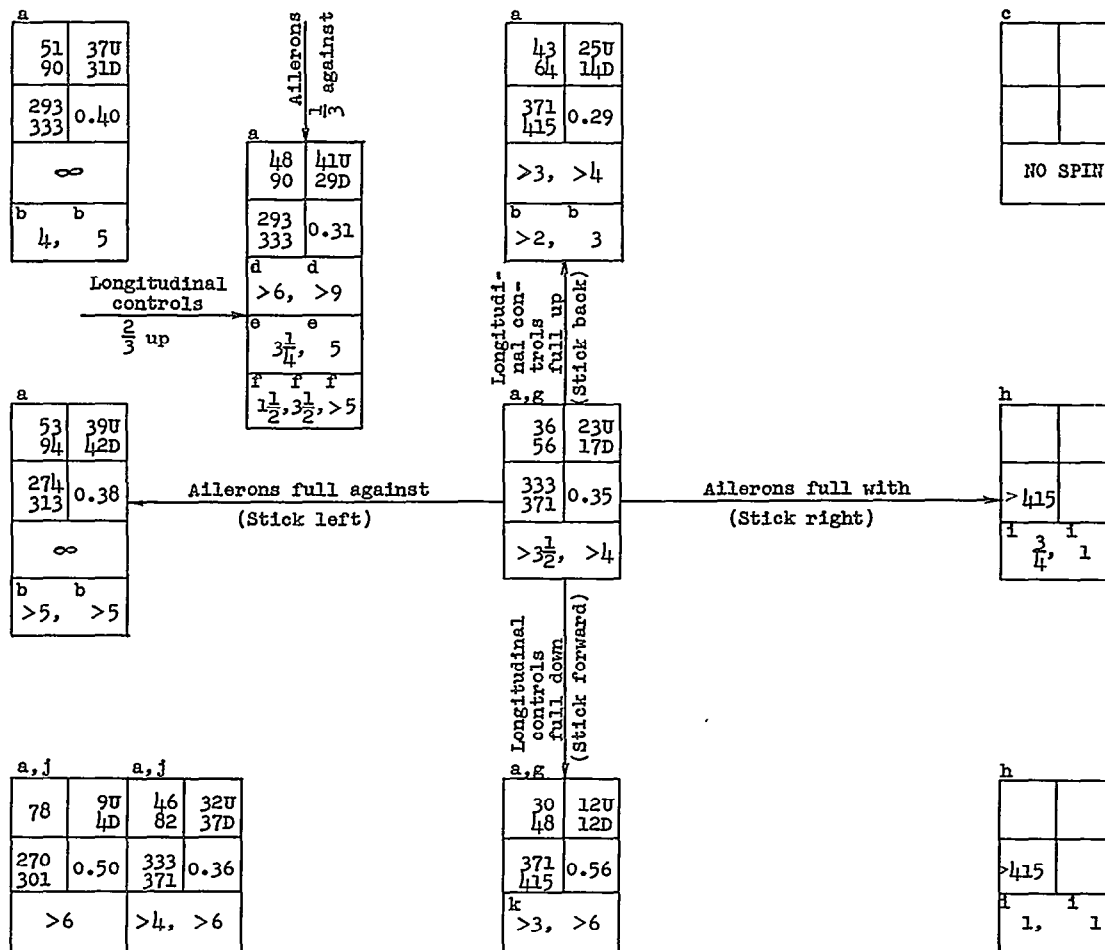 a
51 37U
90 31D
293
333 0.40
∞
b b
4, 5
Ailerons
1/3 against
a
48 41U
90 29D
293
333 0.31
d d
>6, >9
e e
3 1/4, 5
f f f
1 1/2, 3 1/2, >5
Longitudinal
controls
2/3 up
a
43 25U
64 14D
371
415 0.29
>3, >4
b b
>2, 3
c
NO SPIN
Longitudi-
nal con-
trols
full up
(Stick back)
a
53 39U
94 42D
274
313 0.38
∞
b b
>5, >5
Ailerons full against
(Stick left)
a,g
36 23U
56 17D
333
371 0.35
>3 1/2, >4
Ailerons full with
(Stick right)
h
>415
i i
3/4, 1
Longitudinal
controls
full down
(Stick forward)
a,j a,j
78 9U 46 32U
4D 82 37D
270 333
301 0.50 371 0.36
>6 >4, >6
a,g
30 12U
48 12D
371
415 0.56
k
>3, >6
h
>415
i i
1, 1